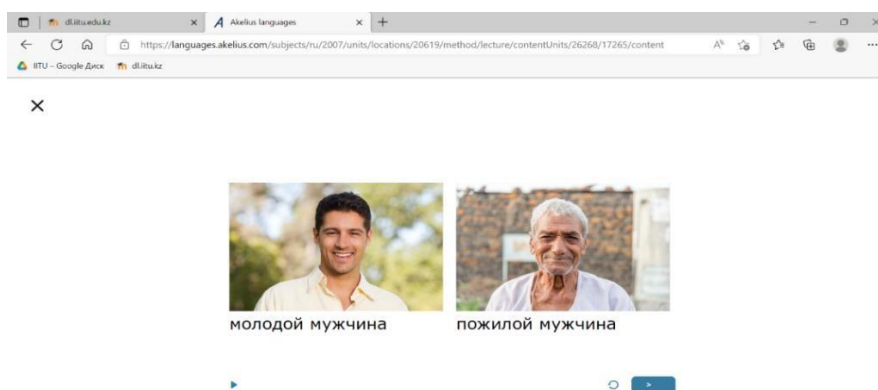 dl.iitu.edu.kz
Akelius languages
https://languages.akelius.com/subjects/ru/2007/units/locations/20619/method/lecture/contentUnits/26268/17265/content
IITU – Google Диск dl.iitu.kz
молодой мужчина
пожилой мужчина